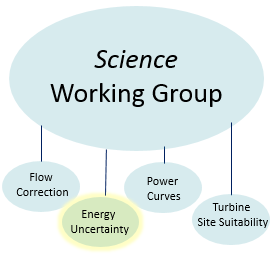 Science
Working Group
Flow
Correction
Energy
Uncertainty
Power
Curves
Turbine
Site Suitability